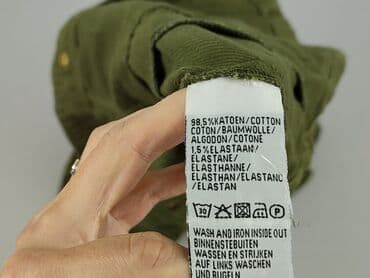 98,5%KATOEN/COTTON
COTON/BAUMWOLLE/
ALGODON/COTONE
1,5%ELASTAAN/
ELASTANE/
ELASTHANNE/
ELASTHAN/ELASTANO
/ELASTAN
WASH AND IRON INSIDE OUT
BINNENSTEBUITEN
WASSEN EN STRIJKEN
AUF LINKS WASCHEN
UND BUGELN